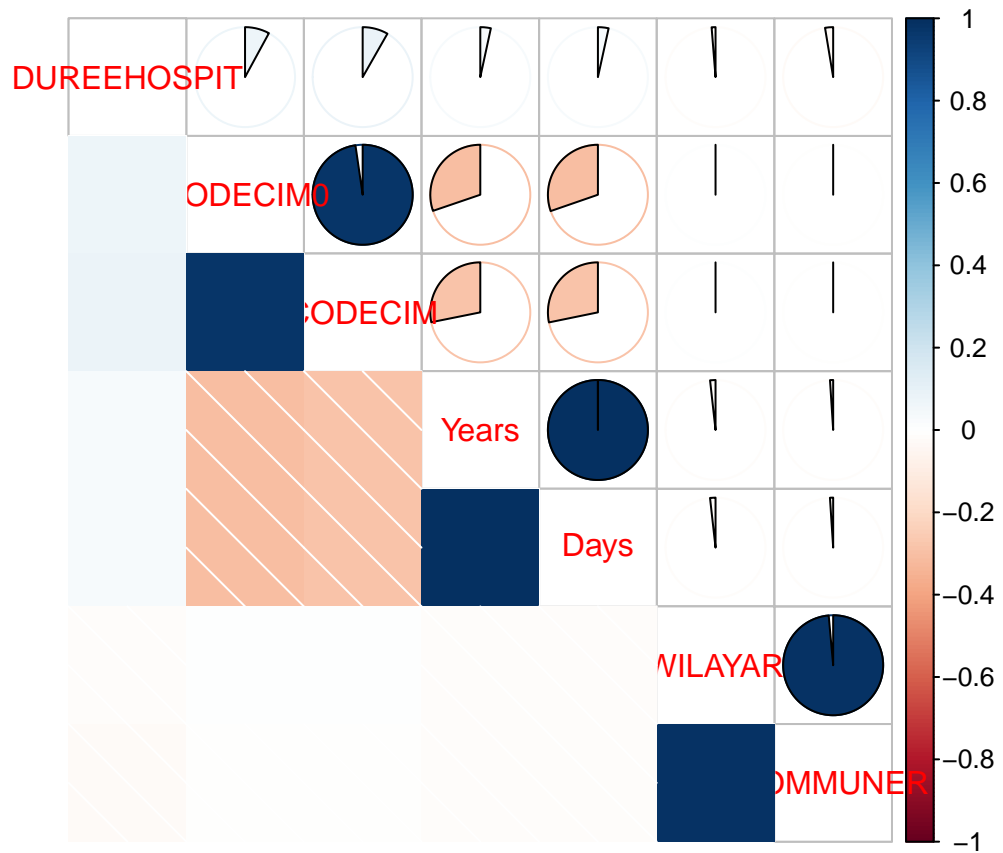 DUREEHOSPIT
ODECIM0
CODECIM
Years
Days
WILAYAR
OMMUNER
1
0.8
0.6
0.4
0.2
0
−0.2
−0.4
−0.6
−0.8
−1